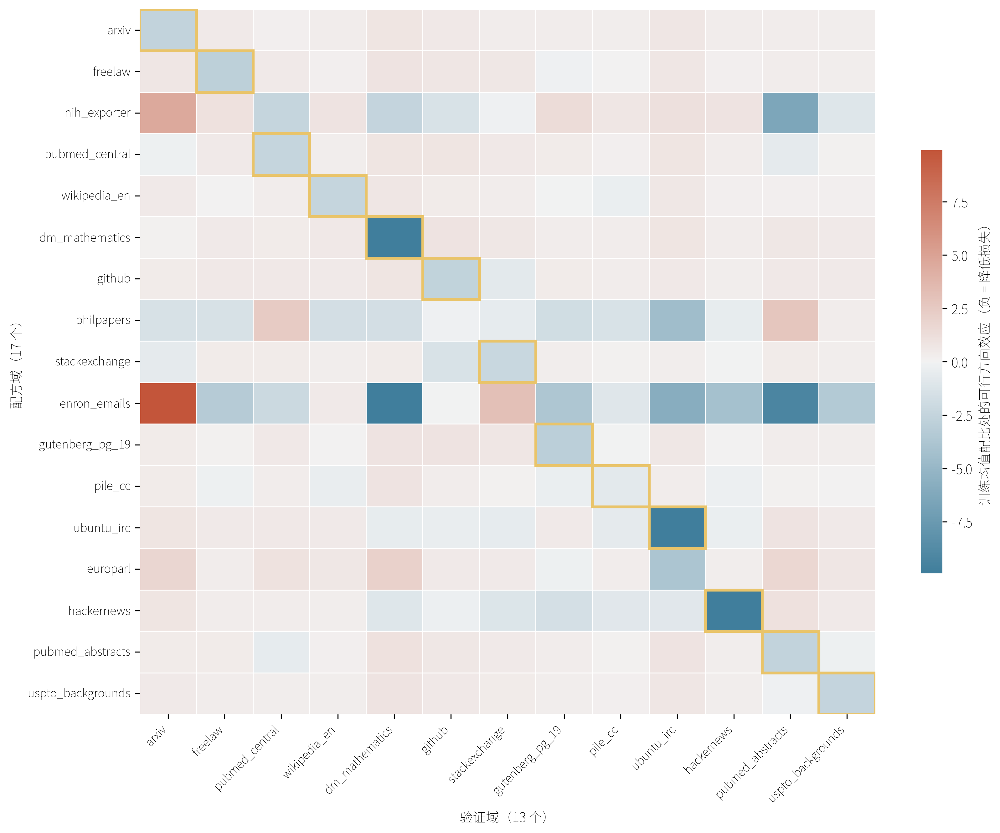 配方域（17 个）
arxiv
freelaw
nih_exporter
pubmed_central
wikipedia_en
dm_mathematics
github
philpapers
stackexchange
enron_emails
gutenberg_pg_19
pile_cc
ubuntu_irc
europarl
hackernews
pubmed_abstracts
uspto_backgrounds
arxiv
freelaw
pubmed_central
wikipedia_en
dm_mathematics
github
stackexchange
gutenberg_pg_19
pile_cc
ubuntu_irc
hackernews
pubmed_abstracts
uspto_backgrounds
验证域（13 个）
7.5
5.0
2.5
0.0
-2.5
-5.0
-7.5
训练均值配比处的可行方向效应（负 = 降低损失）